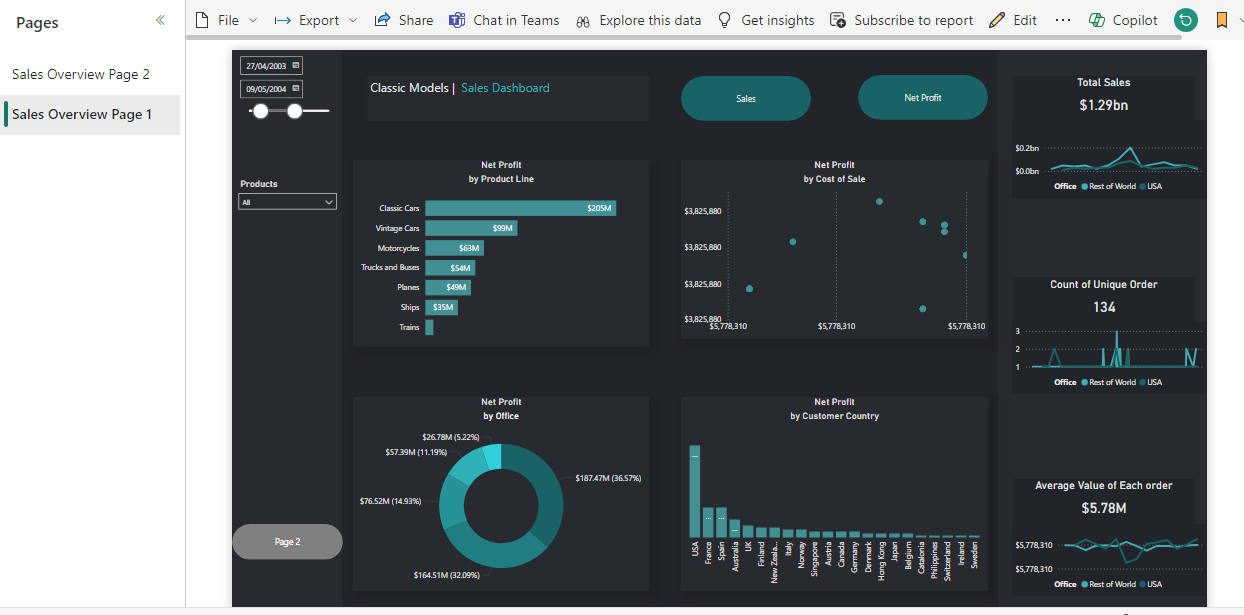 Pages
File
Export
Share
Chat in Teams
Explore this data
Get insights
Subscribe to report
Edit
Copilot
Sales Overview Page 2
Sales Overview Page 1
27/04/2003
09/05/2004
Products
All
Page 2
Classic Models | Sales Dashboard
Sales
Net Profit
Net Profit
by Product Line
Classic Cars $205M
Vintage Cars $99M
Motorcycles $63M
Trucks and Buses $54M
Planes $49M
Ships $35M
Trains
Net Profit
by Cost of Sale
$3,825,880
$3,825,880
$3,825,880
$3,825,880
$5,778,310 $5,778,310 $5,778,310
Net Profit
by Office
$26.78M (5.22%)
$57.39M (11.19%)
$187.47M (36.57%)
$76.52M (14.93%)
$164.51M (32.09%)
Net Profit
by Customer Country
USA
France
Spain
Australia
UK
Finland
New Zeala...
Italy
Norway
Singapore
Austria
Canada
Germany
Denmark
Hong Kong
Japan
Belgium
Catalonia
Philippines
Switzerland
Ireland
Sweden
Total Sales
$1.29bn
$0.2bn
$0.0bn
Office Rest of World USA
Count of Unique Order
134
3
2
1
Office Rest of World USA
Average Value of Each order
$5.78M
$5,778,310
$5,778,310
Office Rest of World USA